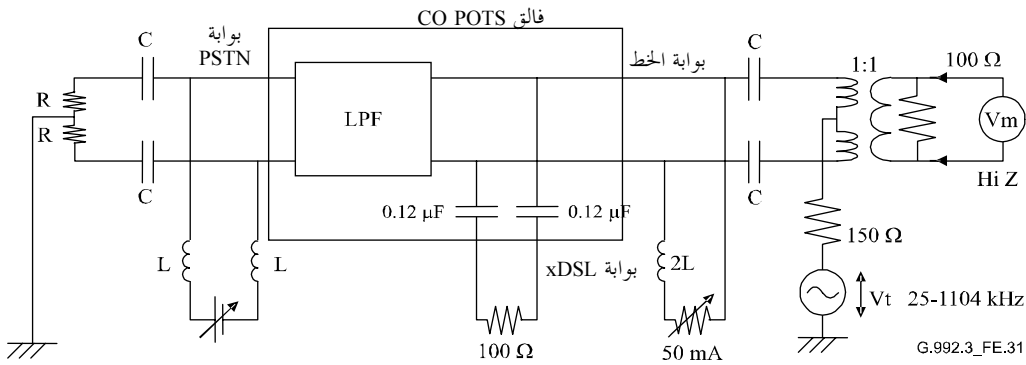 فالق CO POTS
بوابة
PSTN
بوابة الخط
C
C
1:1
100 Ω
R
R
LPF
Vm
C
C
Hi Z
0.12 µF
0.12 µF
150 Ω
L
L
بوابة xDSL
2L
Vt 25-1104 kHz
100 Ω
50 mA
G.992.3_FE.31